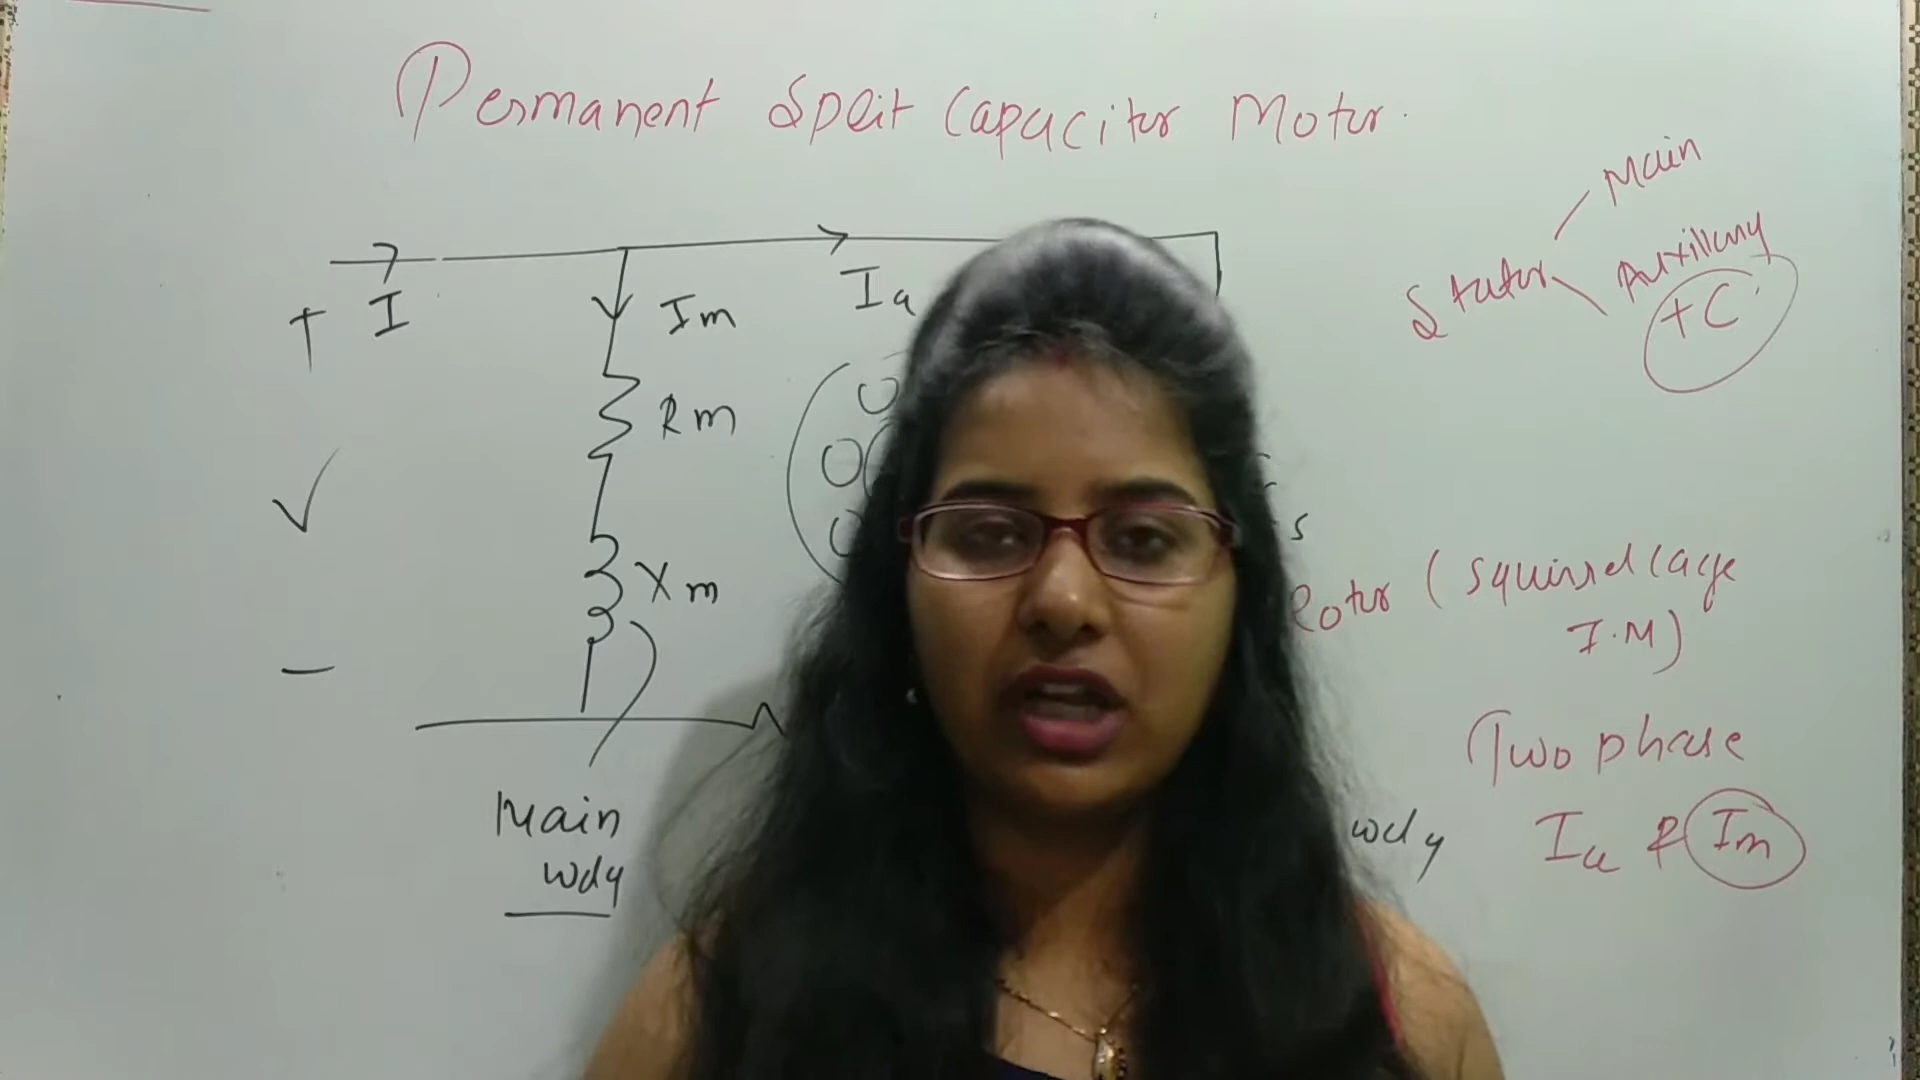 Permanent Split Capacitor Motor.
Main
Stator
Auxillary
+ C
+
I
Im
Ia
Rm
Xm
-
s
Rotor (Squirrel Cage
I.M)
Two phase
Ia & Im
Main
wdg
wdg